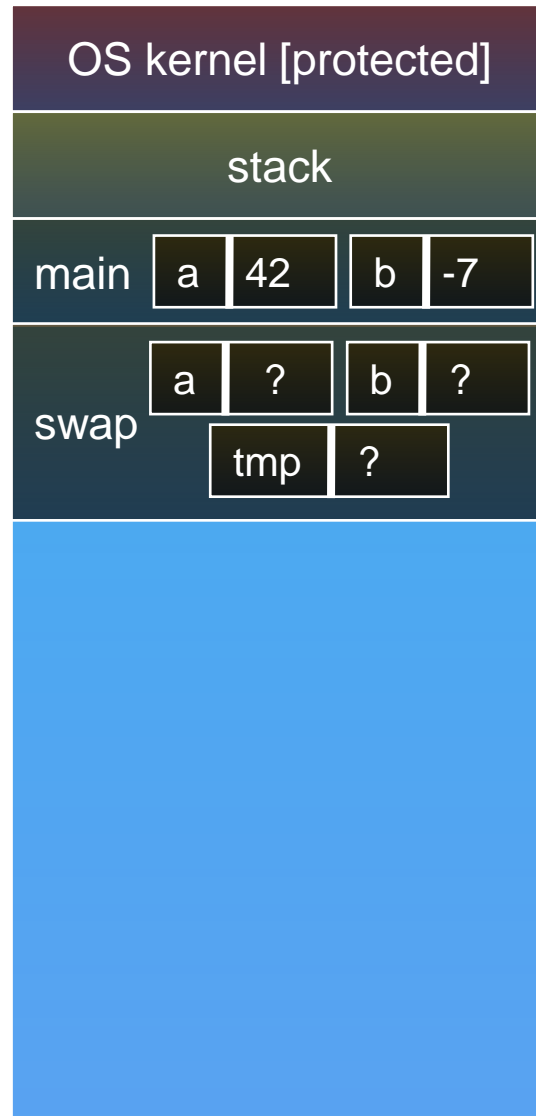 OS kernel [protected]
stack
main a 42 b -7
swap a ? b ?
tmp ?